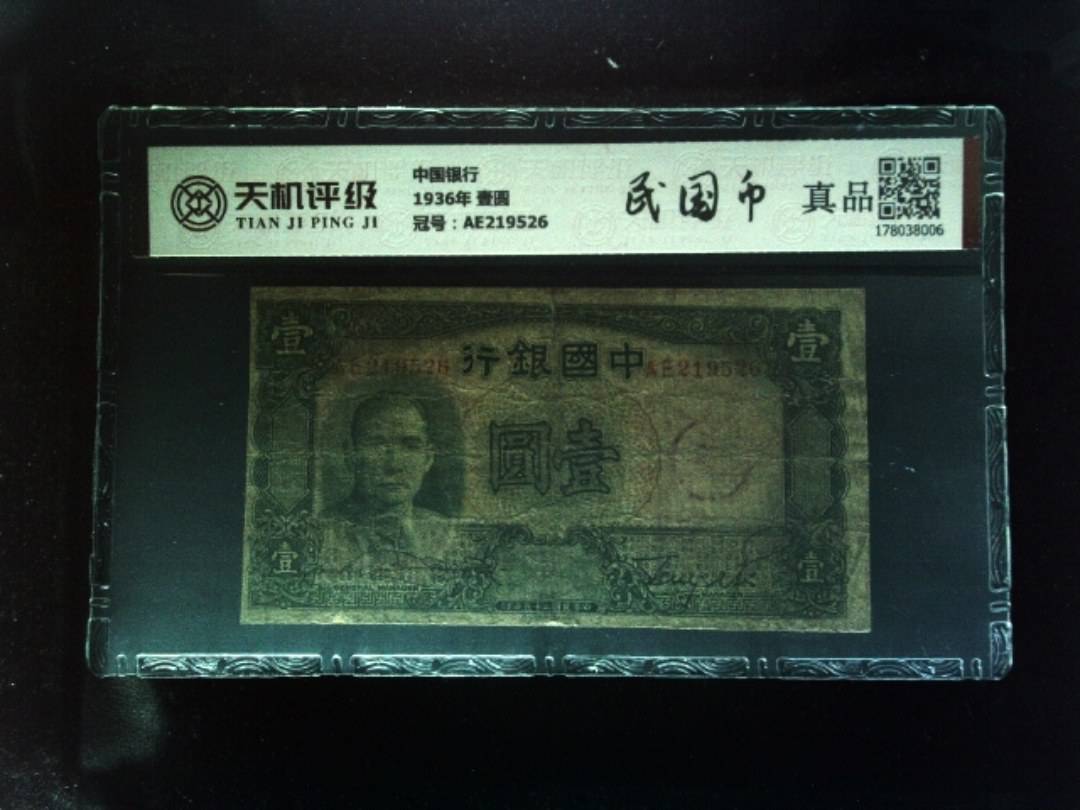 天机评级
TIAN JI PING JI
中国银行
1936年 壹圆
冠号：AE219526
民国币
真品
178038006
壹
壹
行銀國中
AE219526
AE219526
圓壹
壹
壹